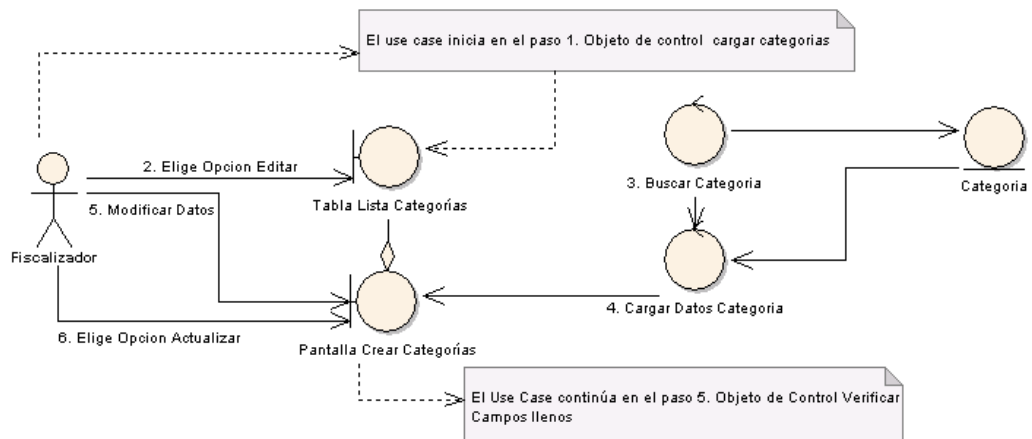 El use case inicia en el paso 1. Objeto de control cargar categorias
2. Elige Opcion Editar
3. Buscar Categoria
Categoria
Tabla Lista Categorías
5. Modificar Datos
Fiscalizador
4. Cargar Datos Categoria
6. Elige Opcion Actualizar
Pantalla Crear Categorías
El Use Case continúa en el paso 5. Objeto de Control Verificar
Campos llenos